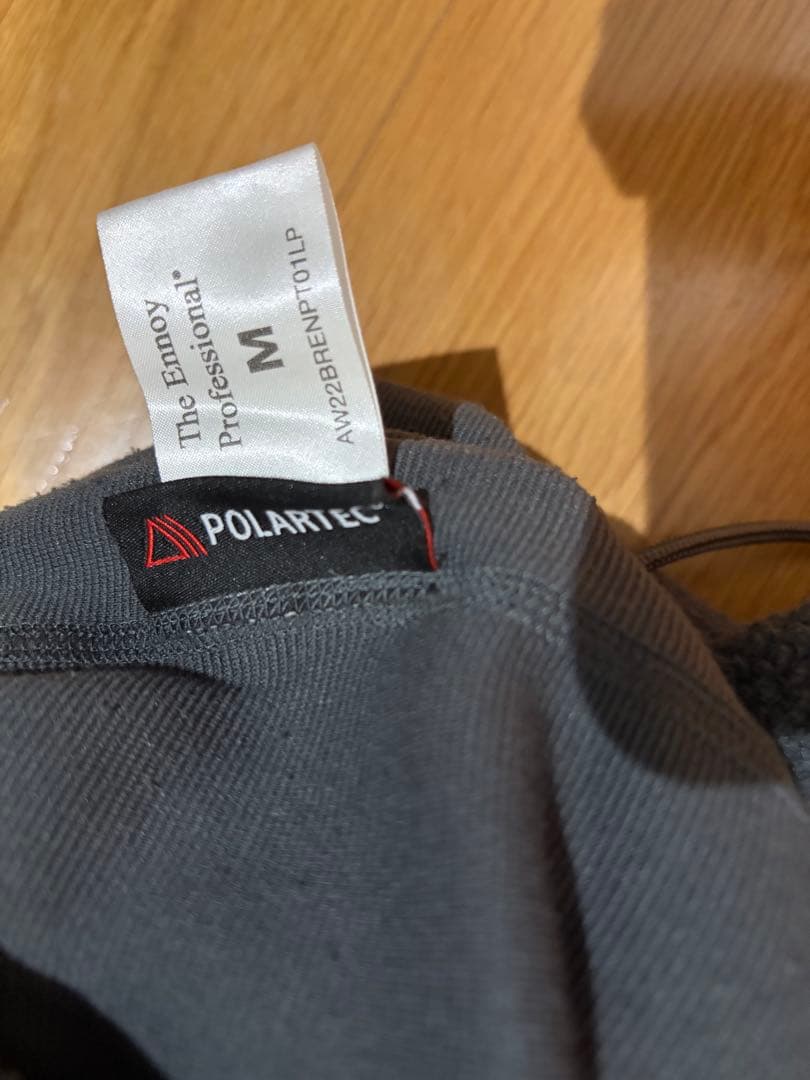 The Ennoy
Professional®
M
AW22BRENPT01LP
POLARTEC